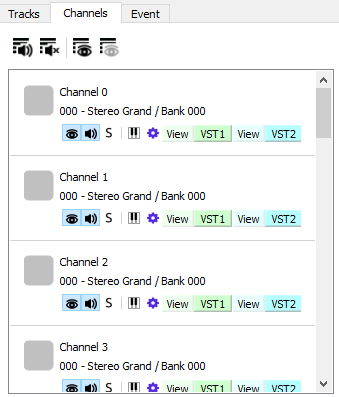 Tracks Channels Event
Channel 0
000 - Stereo Grand / Bank 000
S View VST1 View VST2
Channel 1
000 - Stereo Grand / Bank 000
S View VST1 View VST2
Channel 2
000 - Stereo Grand / Bank 000
S View VST1 View VST2
Channel 3
000 - Stereo Grand / Bank 000
S View VST1 View VST2